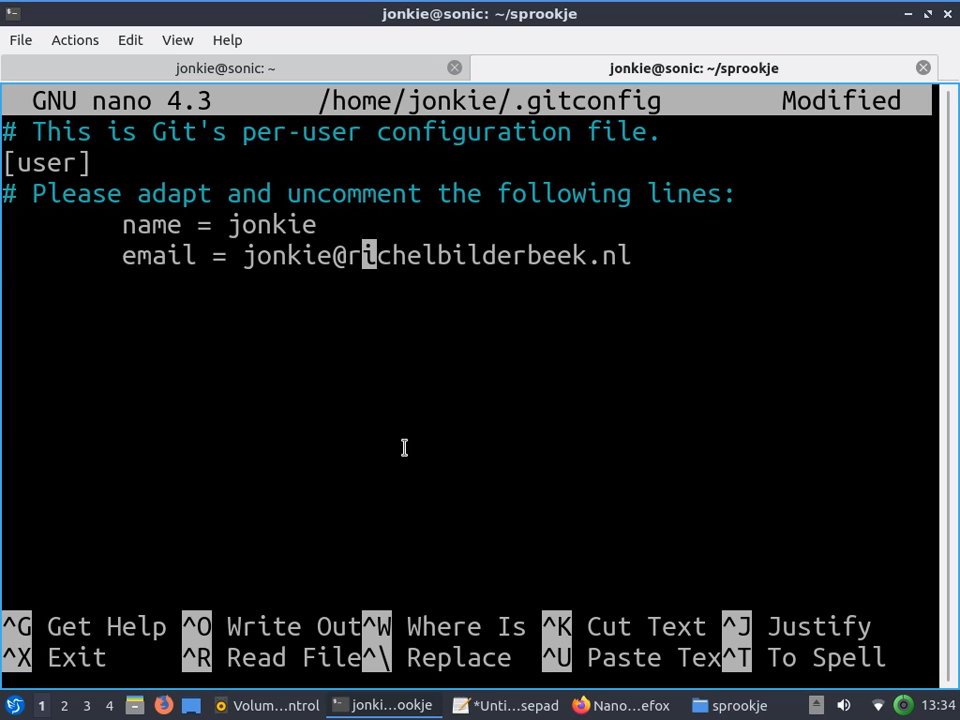 jonkie@sonic: ~/sprookje
File Actions Edit View Help
jonkie@sonic: ~ jonkie@sonic: ~/sprookje
GNU nano 4.3 /home/jonkie/.gitconfig Modified
# This is Git's per-user configuration file.
[user]
# Please adapt and uncomment the following lines:
name = jonkie
email = jonkie@richelbilderbeek.nl
^G Get Help ^O Write Out ^W Where Is ^K Cut Text ^J Justify
^X Exit ^R Read File ^\ Replace ^U Paste Tex ^T To Spell
1 2 3 4 Volum...ntrol jonki...ookje *Unti...sepad Nano...efox sprookje 13:34